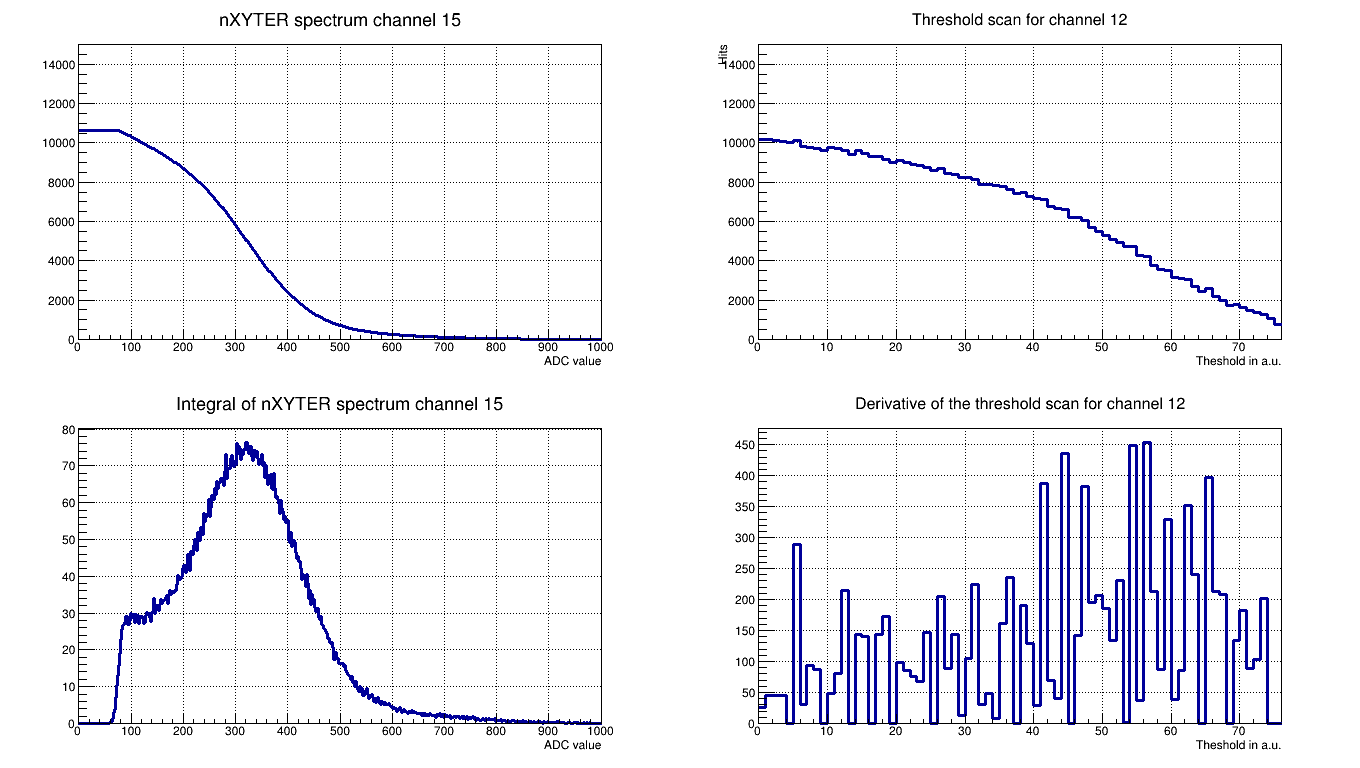 nXYTER spectrum channel 15
14000
12000
10000
8000
6000
4000
2000
0
0 100 200 300 400 500 600 700 800 900 1000
ADC value
Threshold scan for channel 12
Hits
14000
12000
10000
8000
6000
4000
2000
0
0 10 20 30 40 50 60 70
Theshold in a.u.
Integral of nXYTER spectrum channel 15
80
70
60
50
40
30
20
10
0
0 100 200 300 400 500 600 700 800 900 1000
ADC value
Derivative of the threshold scan for channel 12
450
400
350
300
250
200
150
100
50
0
0 10 20 30 40 50 60 70
Theshold in a.u.